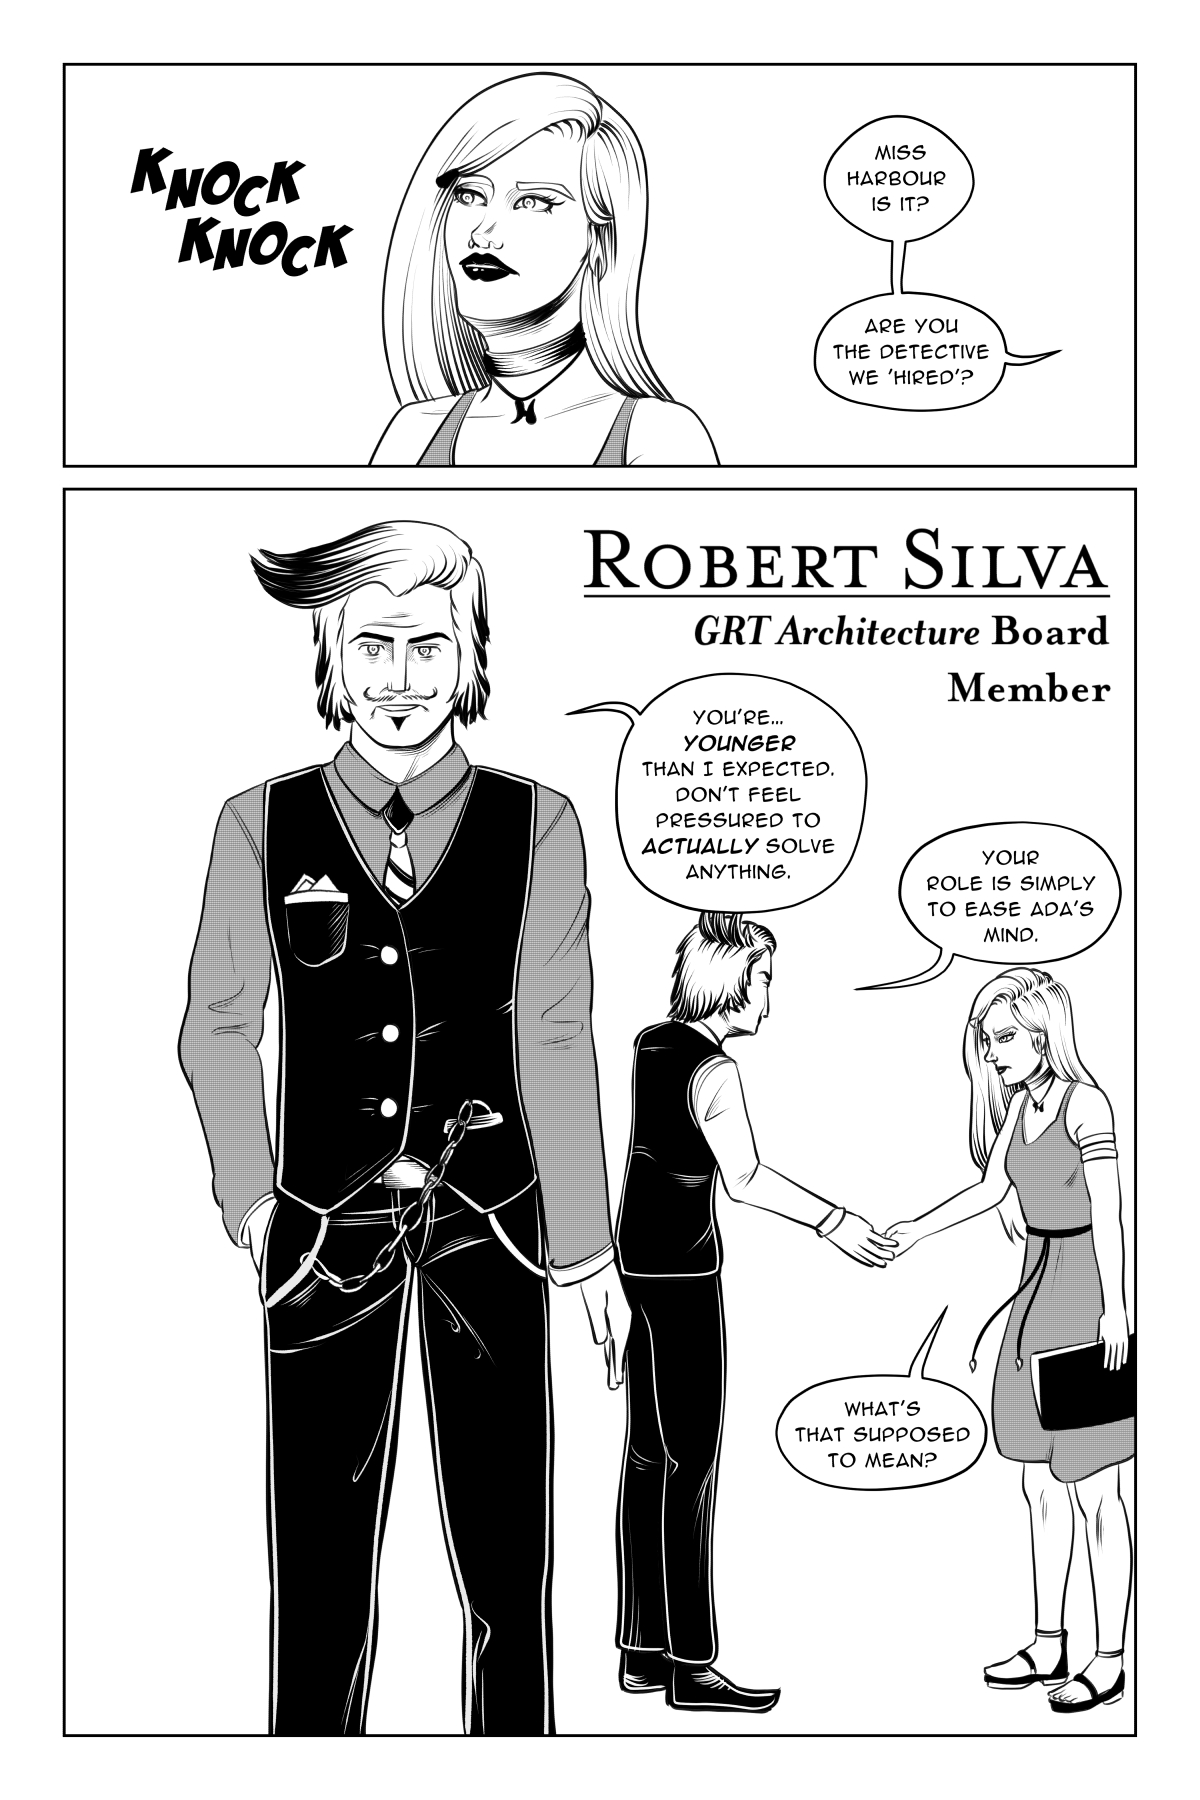 KNOCK
KNOCK
MISS
HARBOUR
IS IT?
ARE YOU
THE DETECTIVE
WE 'HIRED'?
ROBERT SILVA
GRT Architecture Board
Member
YOU'RE...
YOUNGER
THAN I EXPECTED.
DON'T FEEL
PRESSURED TO
ACTUALLY SOLVE
ANYTHING.
YOUR
ROLE IS SIMPLY
TO EASE ADA'S
MIND.
WHAT'S
THAT SUPPOSED
TO MEAN?